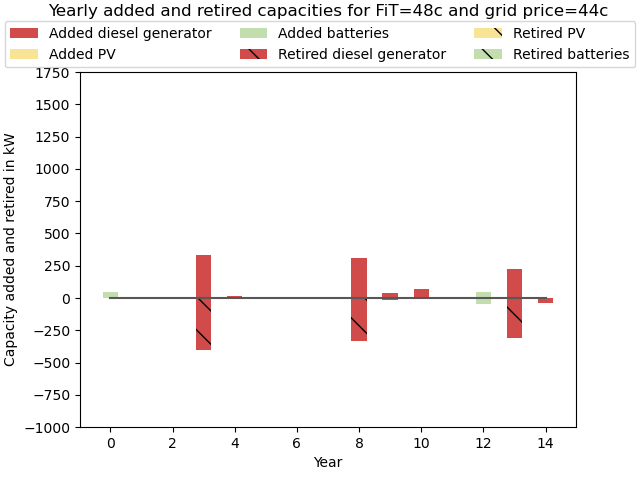 Yearly added and retired capacities for FiT=48c and grid price=44c
Added diesel generator
Added PV
Added batteries
Retired diesel generator
Retired PV
Retired batteries
Capacity added and retired in kW
1750
1500
1250
1000
750
500
250
0
−250
−500
−750
−1000
0 2 4 6 8 10 12 14
Year